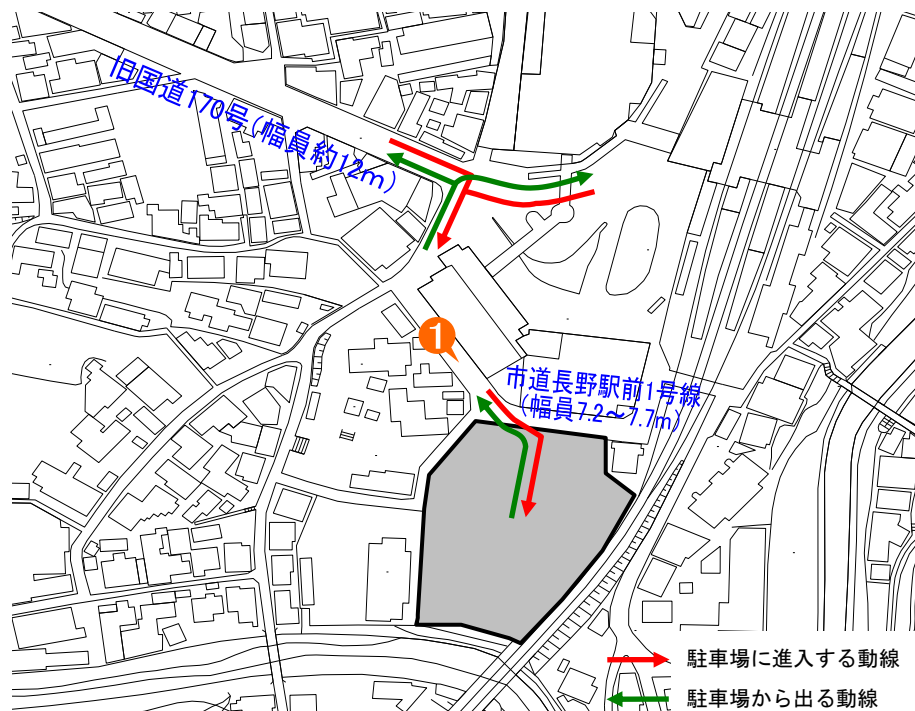 旧国道170号(幅員約12m)
1
市道長野駅前1号線
(幅員7.2～7.7m)
駐車場に進入する動線
駐車場から出る動線